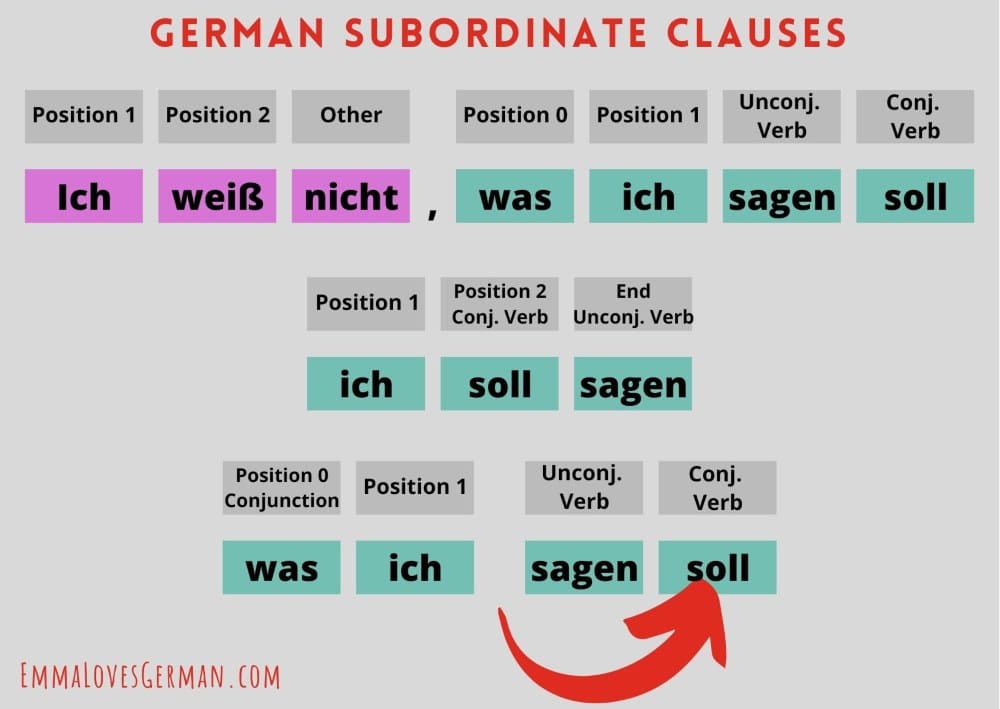 GERMAN SUBORDINATE CLAUSES
Position 1 Position 2 Other Position 0 Position 1 Unconj. Verb Conj. Verb
Ich weiß nicht , was ich sagen soll
Position 1 Position 2 Conj. Verb End Unconj. Verb
ich soll sagen
Position 0 Conjunction Position 1 Unconj. Verb Conj. Verb
was ich sagen soll
EmmaLovesGerman.com